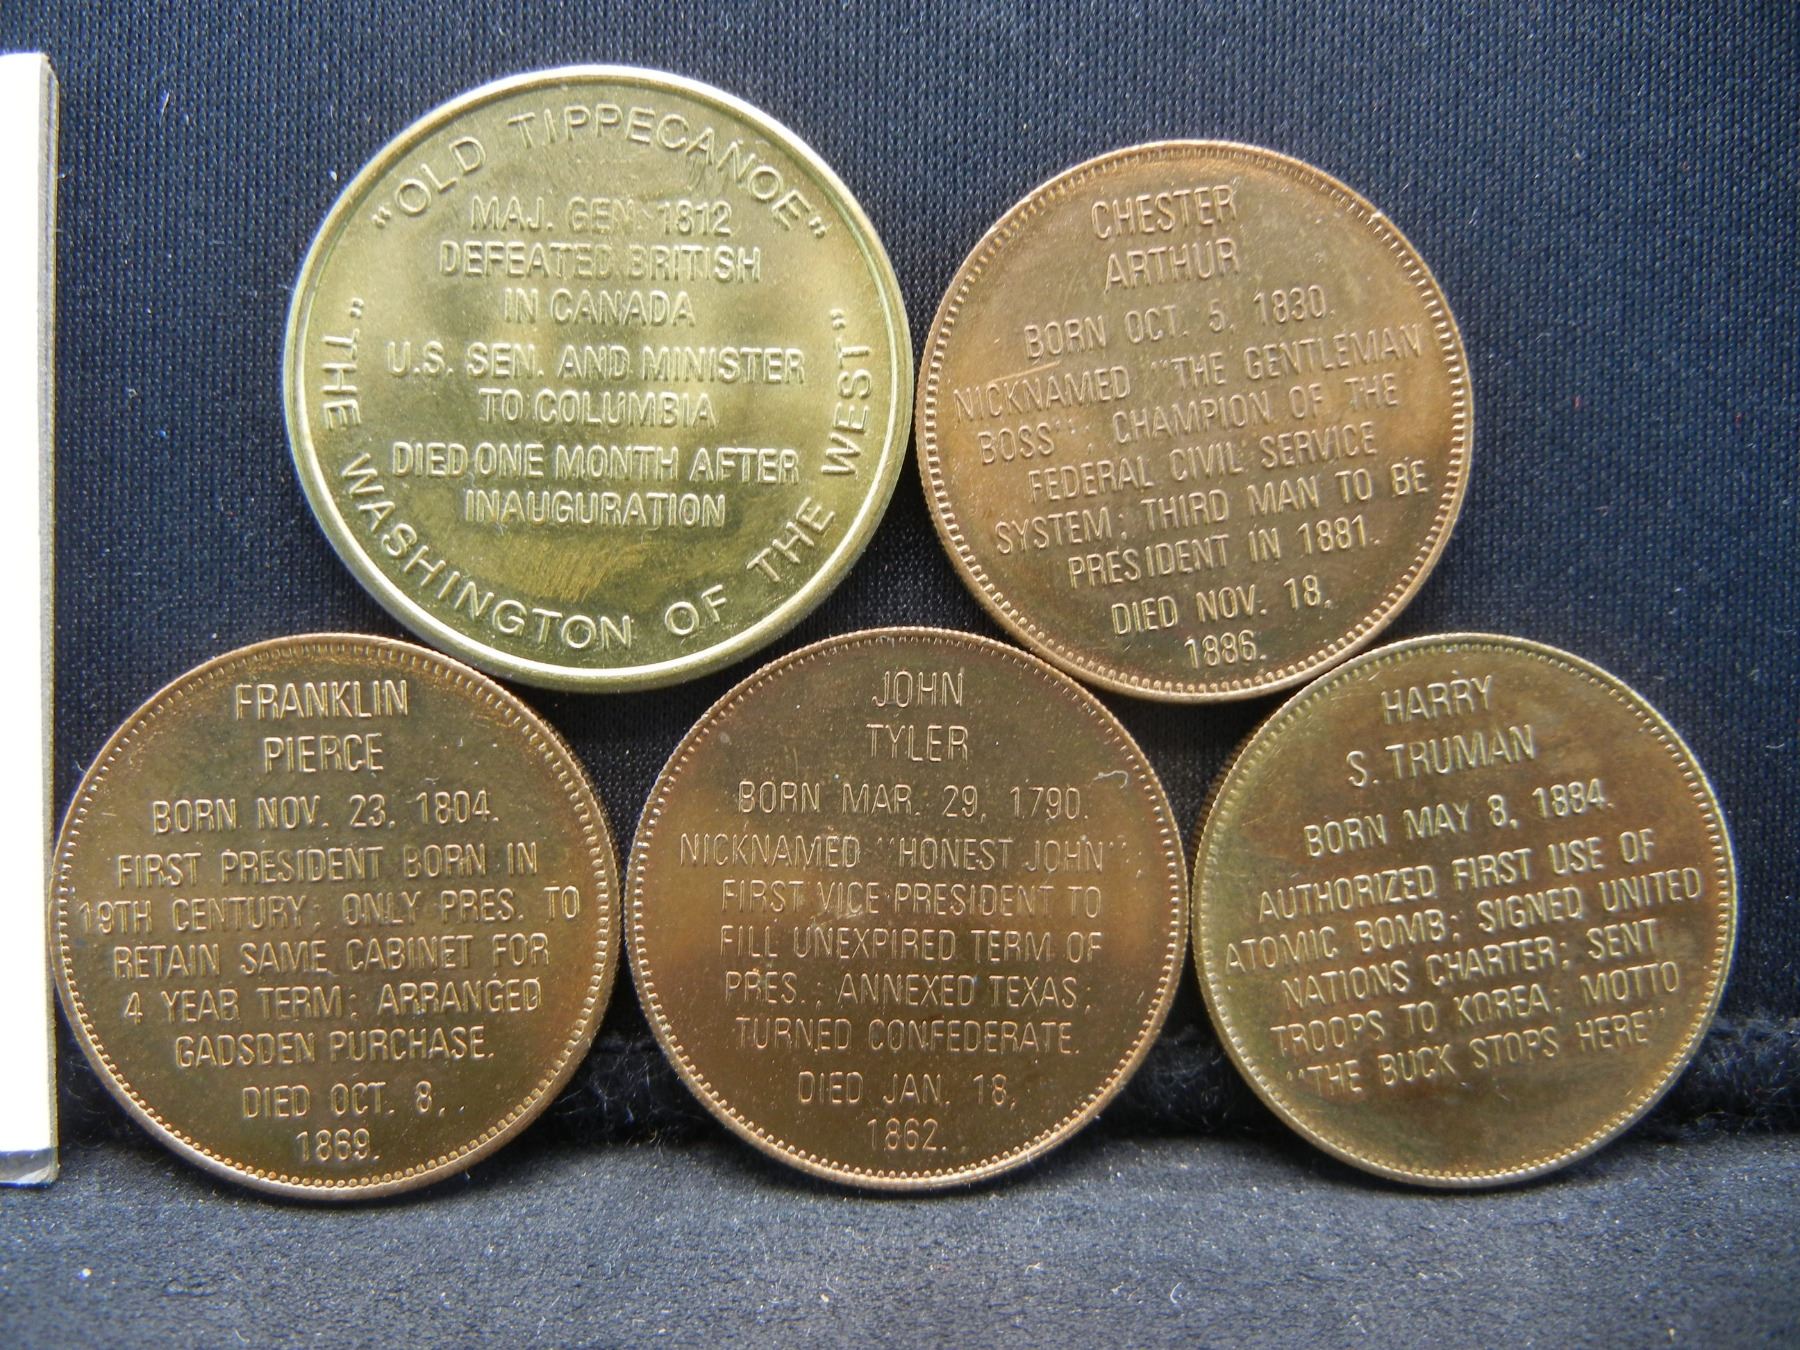 "OLD TIPPECANOE"
MAJ. GEN. 1812
DEFEATED BRITISH
IN CANADA
U.S. SEN. AND MINISTER
TO COLUMBIA
DIED ONE MONTH AFTER
INAUGURATION
"THE WASHINGTON OF THE WEST"
CHESTER
ARTHUR
BORN OCT. 5, 1830.
NICKNAMED "THE GENTLEMAN
BOSS"; CHAMPION OF THE
FEDERAL CIVIL SERVICE
SYSTEM; THIRD MAN TO BE
PRESIDENT IN 1881.
DIED NOV. 18,
1886.
FRANKLIN
PIERCE
BORN NOV. 23, 1804.
FIRST PRESIDENT BORN IN
19TH CENTURY; ONLY PRES. TO
RETAIN SAME CABINET FOR
4 YEAR TERM; ARRANGED
GADSDEN PURCHASE.
DIED OCT. 8,
1869.
JOHN
TYLER
BORN MAR. 29, 1790.
NICKNAMED "HONEST JOHN"
FIRST VICE PRESIDENT TO
FILL UNEXPIRED TERM OF
PRES.; ANNEXED TEXAS;
TURNED CONFEDERATE.
DIED JAN. 18,
1862.
HARRY
S. TRUMAN
BORN MAY 8, 1884.
AUTHORIZED FIRST USE OF
ATOMIC BOMB; SIGNED UNITED
NATIONS CHARTER; SENT
TROOPS TO KOREA; MOTTO
"THE BUCK STOPS HERE"